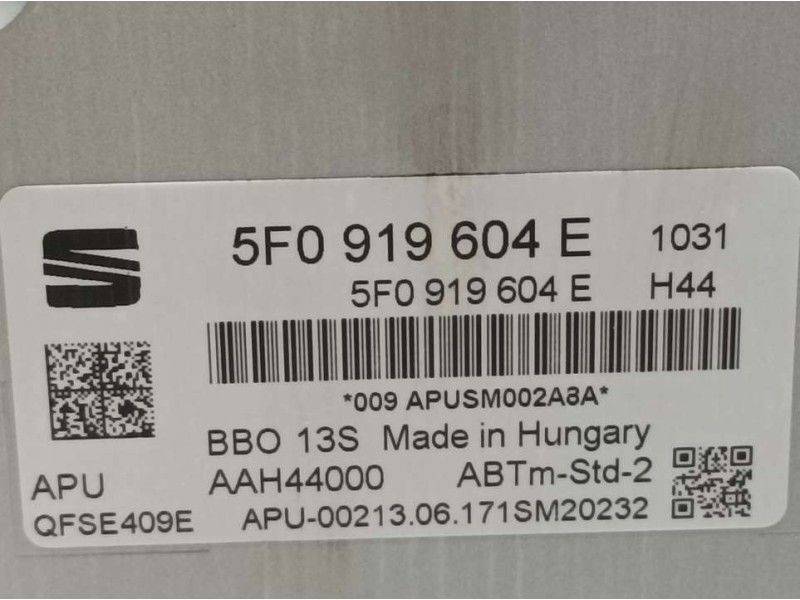 5F0 919 604 E 1031
5F0 919 604 E H44
*009 APUSM002A8A*
BBO 13S Made in Hungary
APU AAH44000 ABTm-Std-2
QFSE409E APU-00213.06.171SM20232